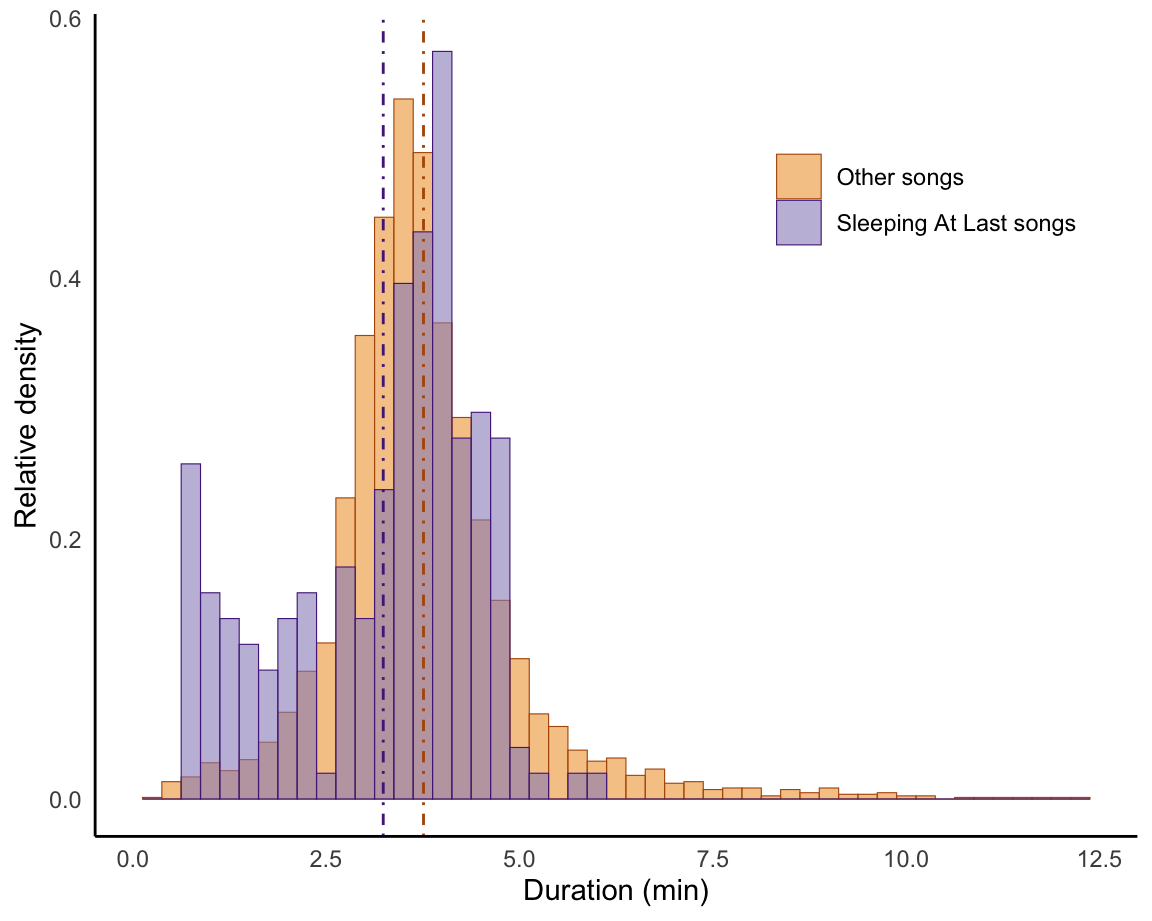 0.6
0.4
0.2
0.0
Relative density
Other songs
Sleeping At Last songs
0.0 2.5 5.0 7.5 10.0 12.5
Duration (min)